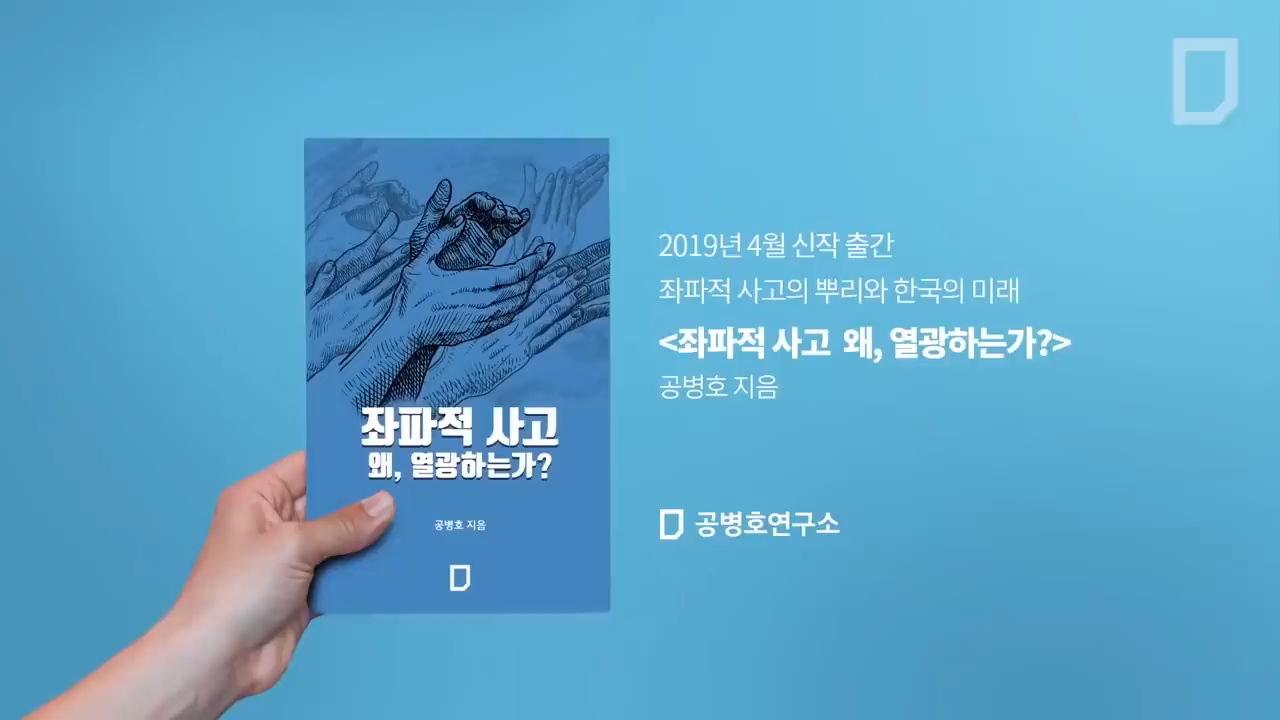 좌파적 사고
왜, 열광하는가?
공병호 지음
2019년 4월 신작 출간
좌파적 사고의 뿌리와 한국의 미래
<좌파적 사고 왜, 열광하는가?>
공병호 지음
공병호연구소